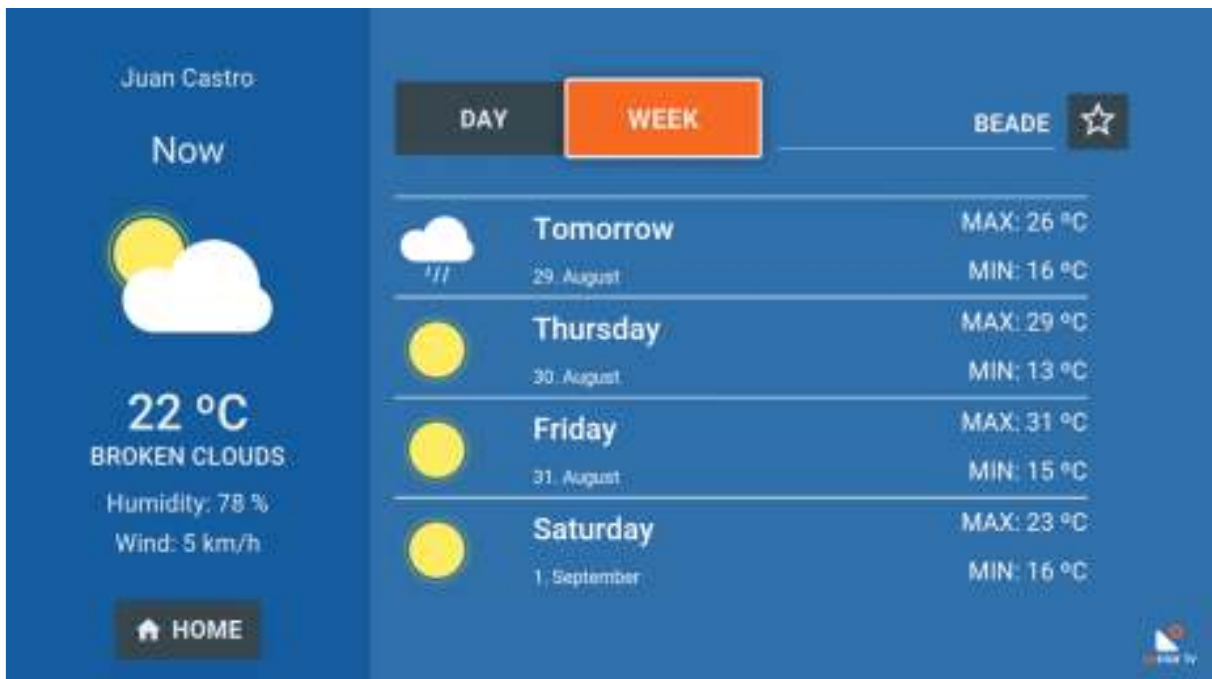 Juan Castro
Now
22 ºC
BROKEN CLOUDS
Humidity: 78 %
Wind: 5 km/h
HOME
DAY
WEEK
BEADE
Tomorrow
29. August
MAX: 26 ºC
MIN: 16 ºC
Thursday
30. August
MAX: 29 ºC
MIN: 13 ºC
Friday
31. August
MAX: 31 ºC
MIN: 15 ºC
Saturday
1. September
MAX: 23 ºC
MIN: 16 ºC